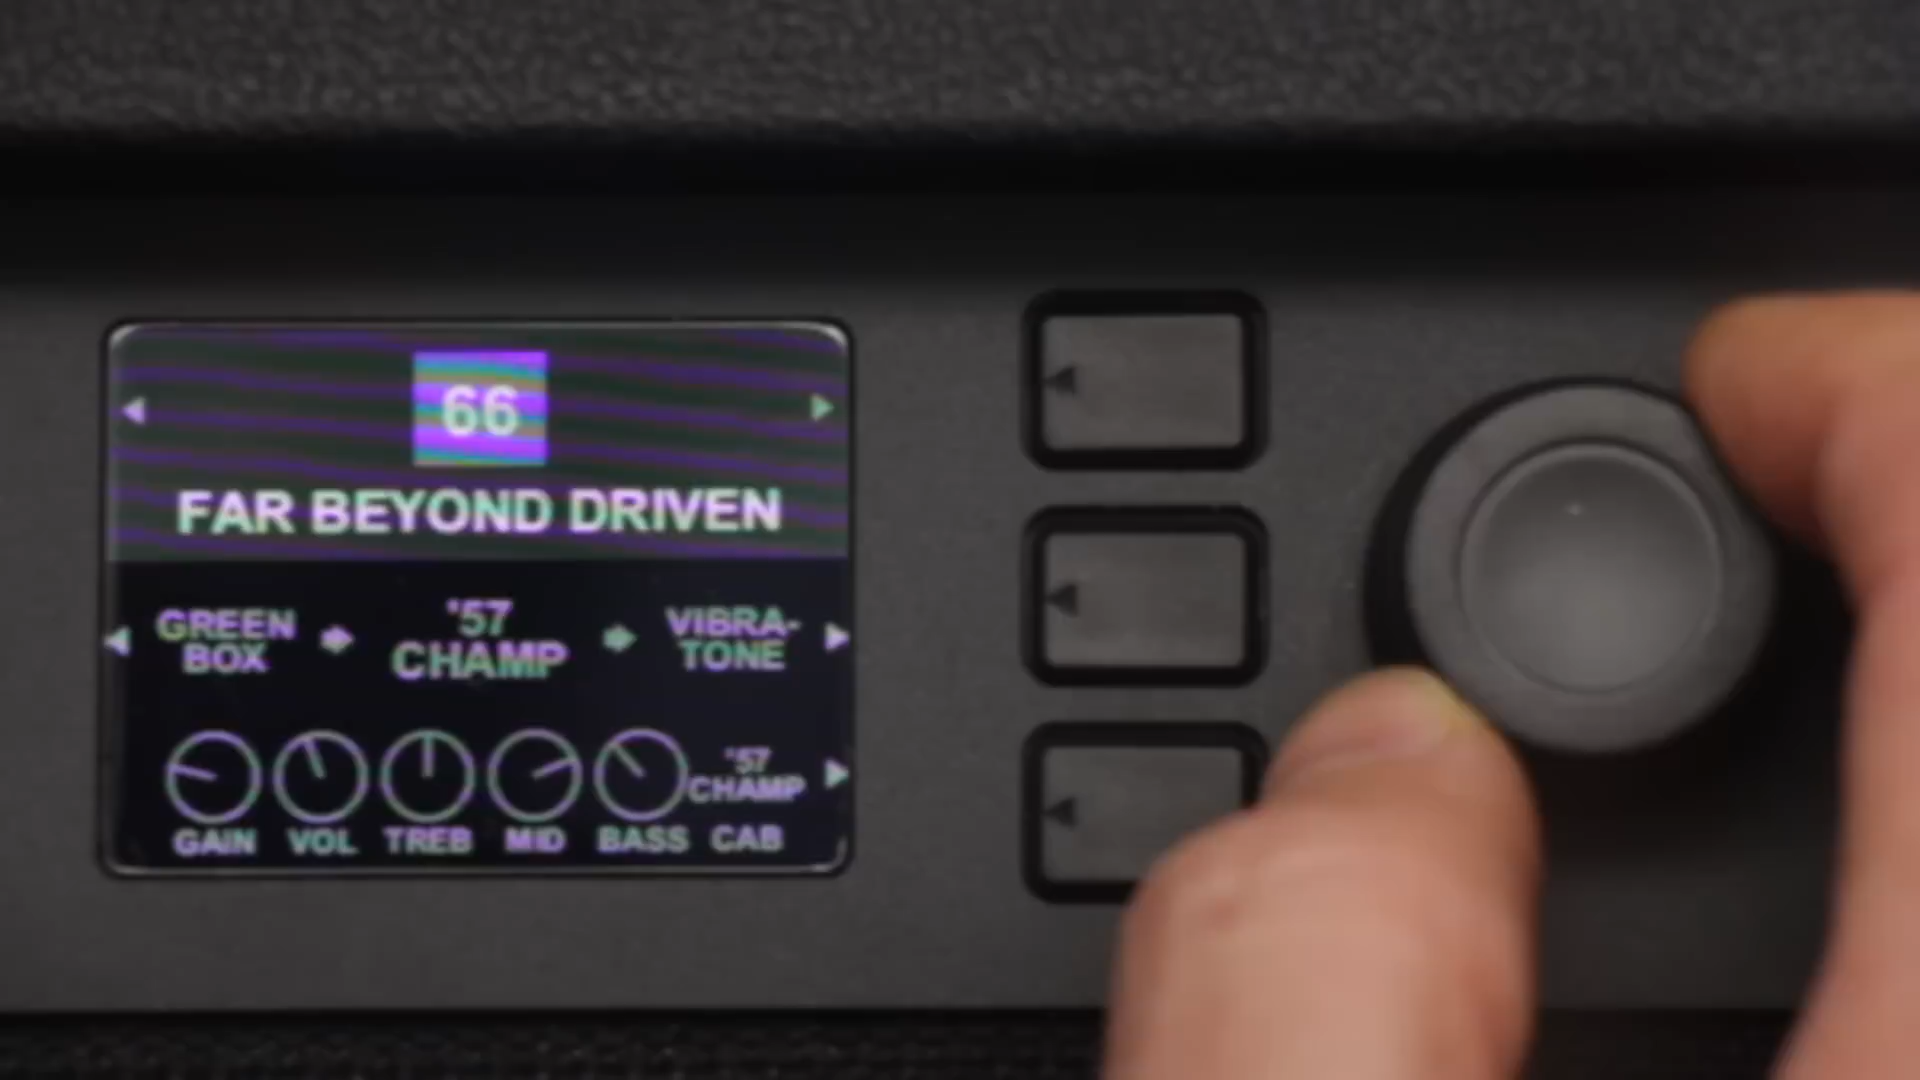 66
FAR BEYOND DRIVEN
GREEN BOX
'57 CHAMP
VIBRA-
TONE
'57
CHAMP
GAIN VOL TREB MID BASS CAB